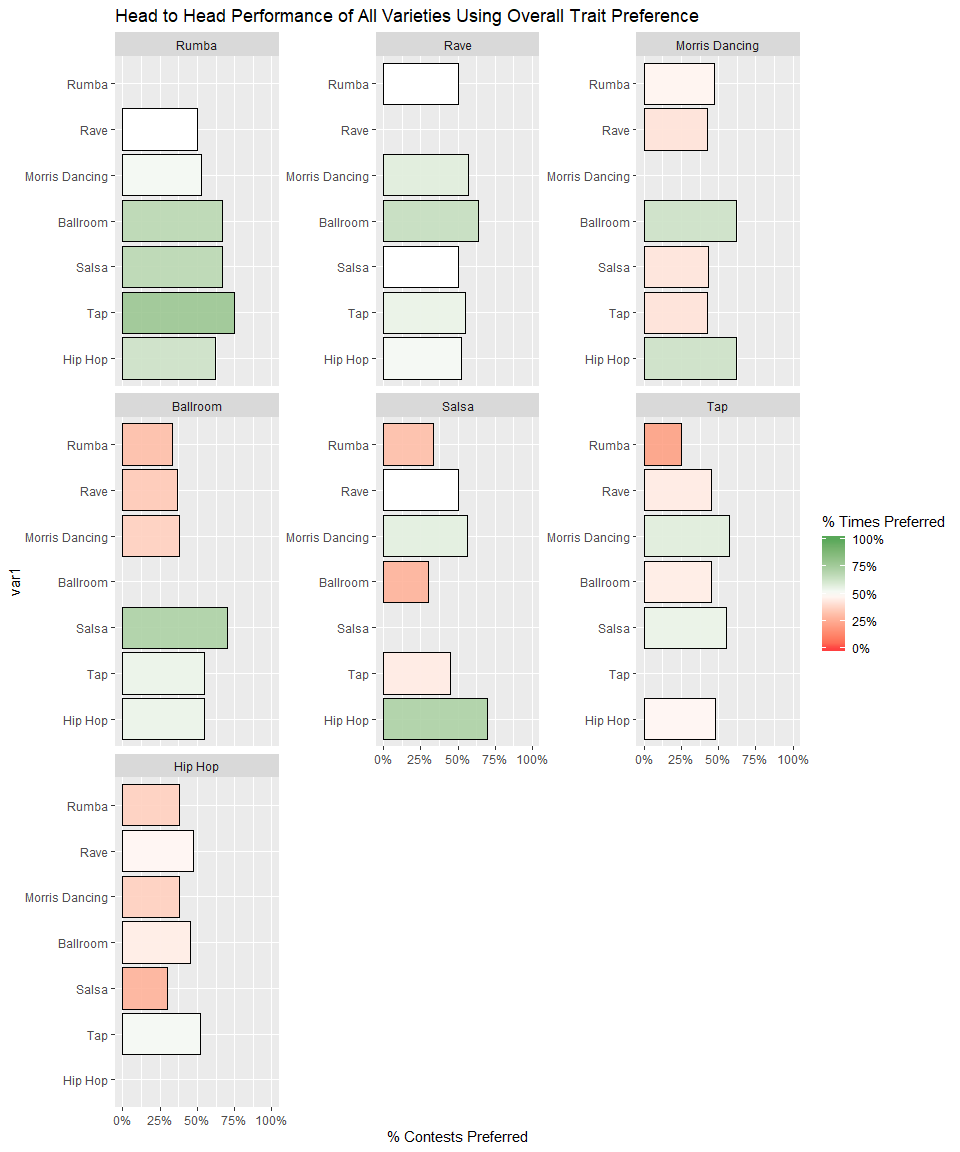 Head to Head Performance of All Varieties Using Overall Trait Preference
Rumba
Rave
Morris Dancing
Rumba
Rave
Morris Dancing
Ballroom
Salsa
Tap
Hip Hop
Rumba
Rave
Morris Dancing
Ballroom
Salsa
Tap
Hip Hop
Rumba
Rave
Morris Dancing
Ballroom
Salsa
Tap
Hip Hop
Ballroom
Salsa
Tap
Rumba
Rave
Morris Dancing
Ballroom
Salsa
Tap
Hip Hop
Rumba
Rave
Morris Dancing
Ballroom
Salsa
Tap
Hip Hop
0% 25% 50% 75% 100%
Rumba
Rave
Morris Dancing
Ballroom
Salsa
Tap
Hip Hop
0% 25% 50% 75% 100%
Hip Hop
Rumba
Rave
Morris Dancing
Ballroom
Salsa
Tap
Hip Hop
0% 25% 50% 75% 100%
var1
% Contests Preferred
% Times Preferred
100%
75%
50%
25%
0%